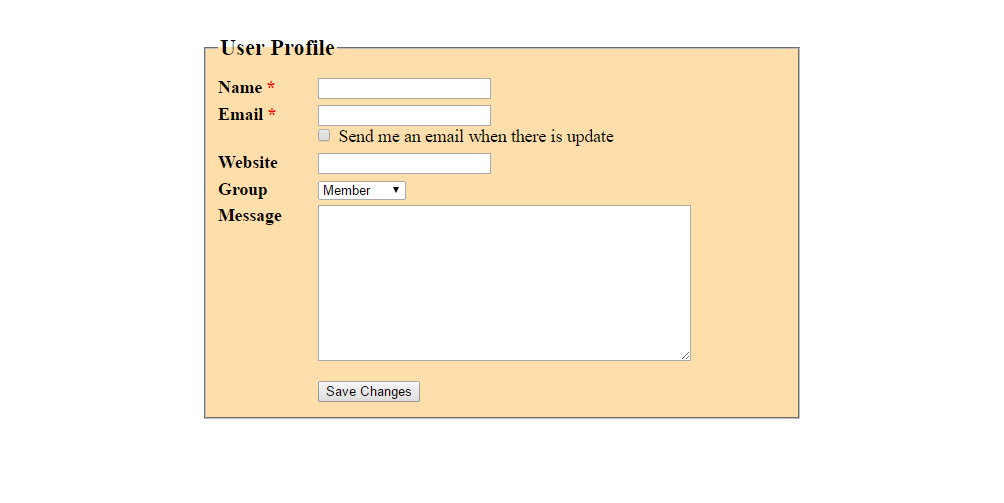 User Profile
Name *
Email *
Send me an email when there is update
Website
Group Member
Message
Save Changes